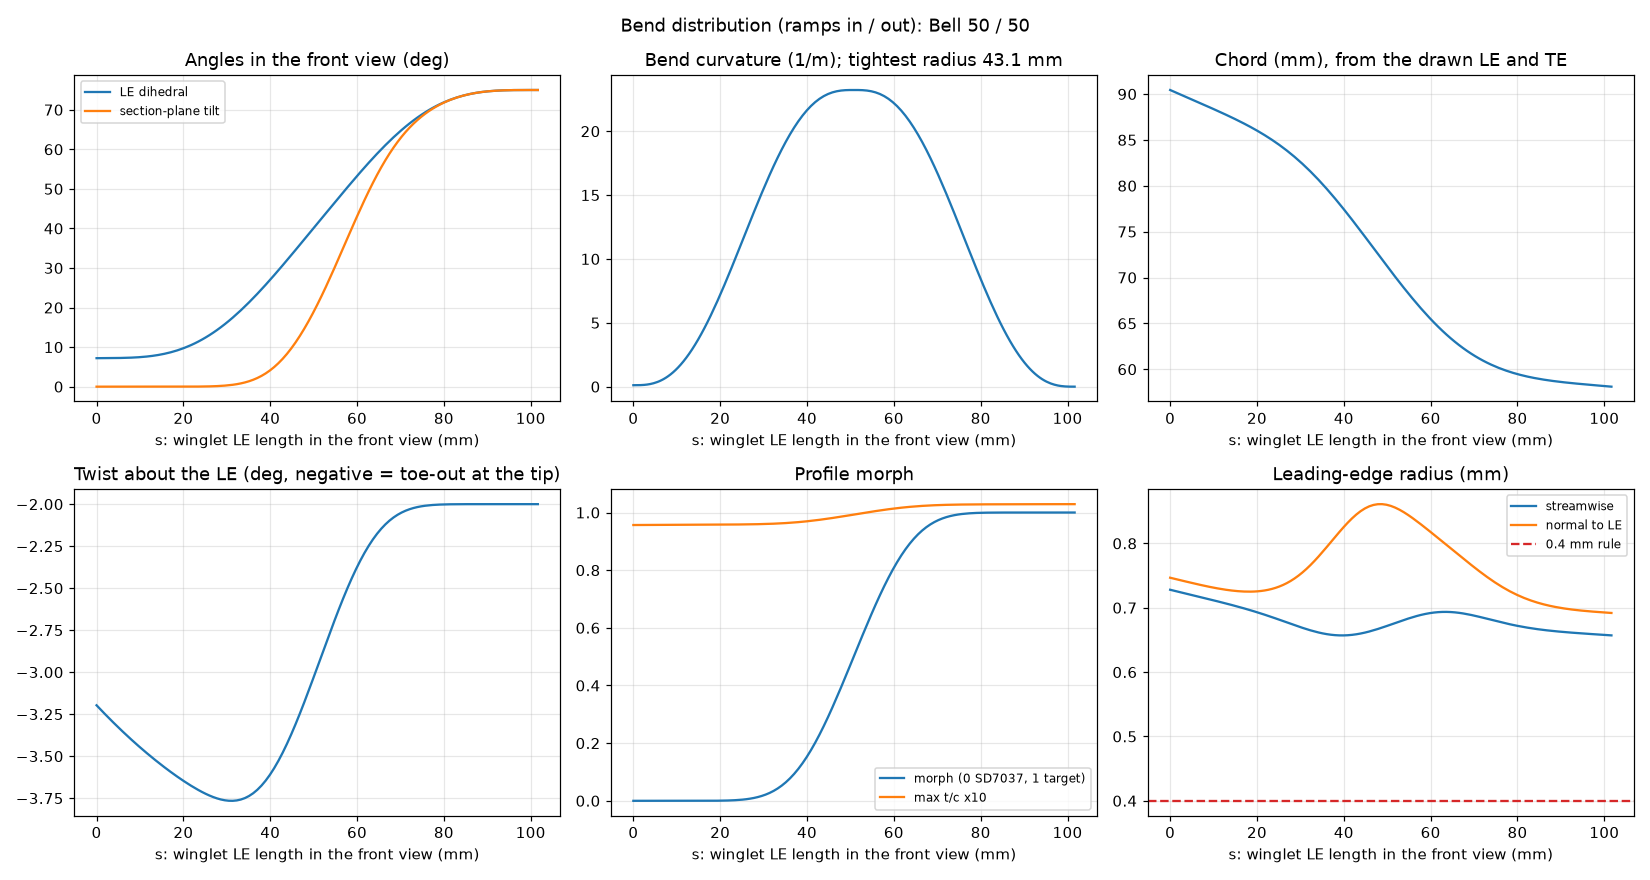 Bend distribution (ramps in / out): Bell 50 / 50
Angles in the front view (deg)
LE dihedral
section-plane tilt
70
60
50
40
30
20
10
0
0 20 40 60 80 100
s: winglet LE length in the front view (mm)
Bend curvature (1/m); tightest radius 43.1 mm
20
15
10
5
0
0 20 40 60 80 100
s: winglet LE length in the front view (mm)
Chord (mm), from the drawn LE and TE
90
85
80
75
70
65
60
0 20 40 60 80 100
s: winglet LE length in the front view (mm)
Twist about the LE (deg, negative = toe-out at the tip)
−2.00
−2.25
−2.50
−2.75
−3.00
−3.25
−3.50
−3.75
0 20 40 60 80 100
s: winglet LE length in the front view (mm)
Profile morph
1.0
0.8
0.6
0.4
0.2
0.0
morph (0 SD7037, 1 target)
max t/c x10
0 20 40 60 80 100
s: winglet LE length in the front view (mm)
Leading-edge radius (mm)
streamwise
normal to LE
0.4 mm rule
0.8
0.7
0.6
0.5
0.4
0 20 40 60 80 100
s: winglet LE length in the front view (mm)